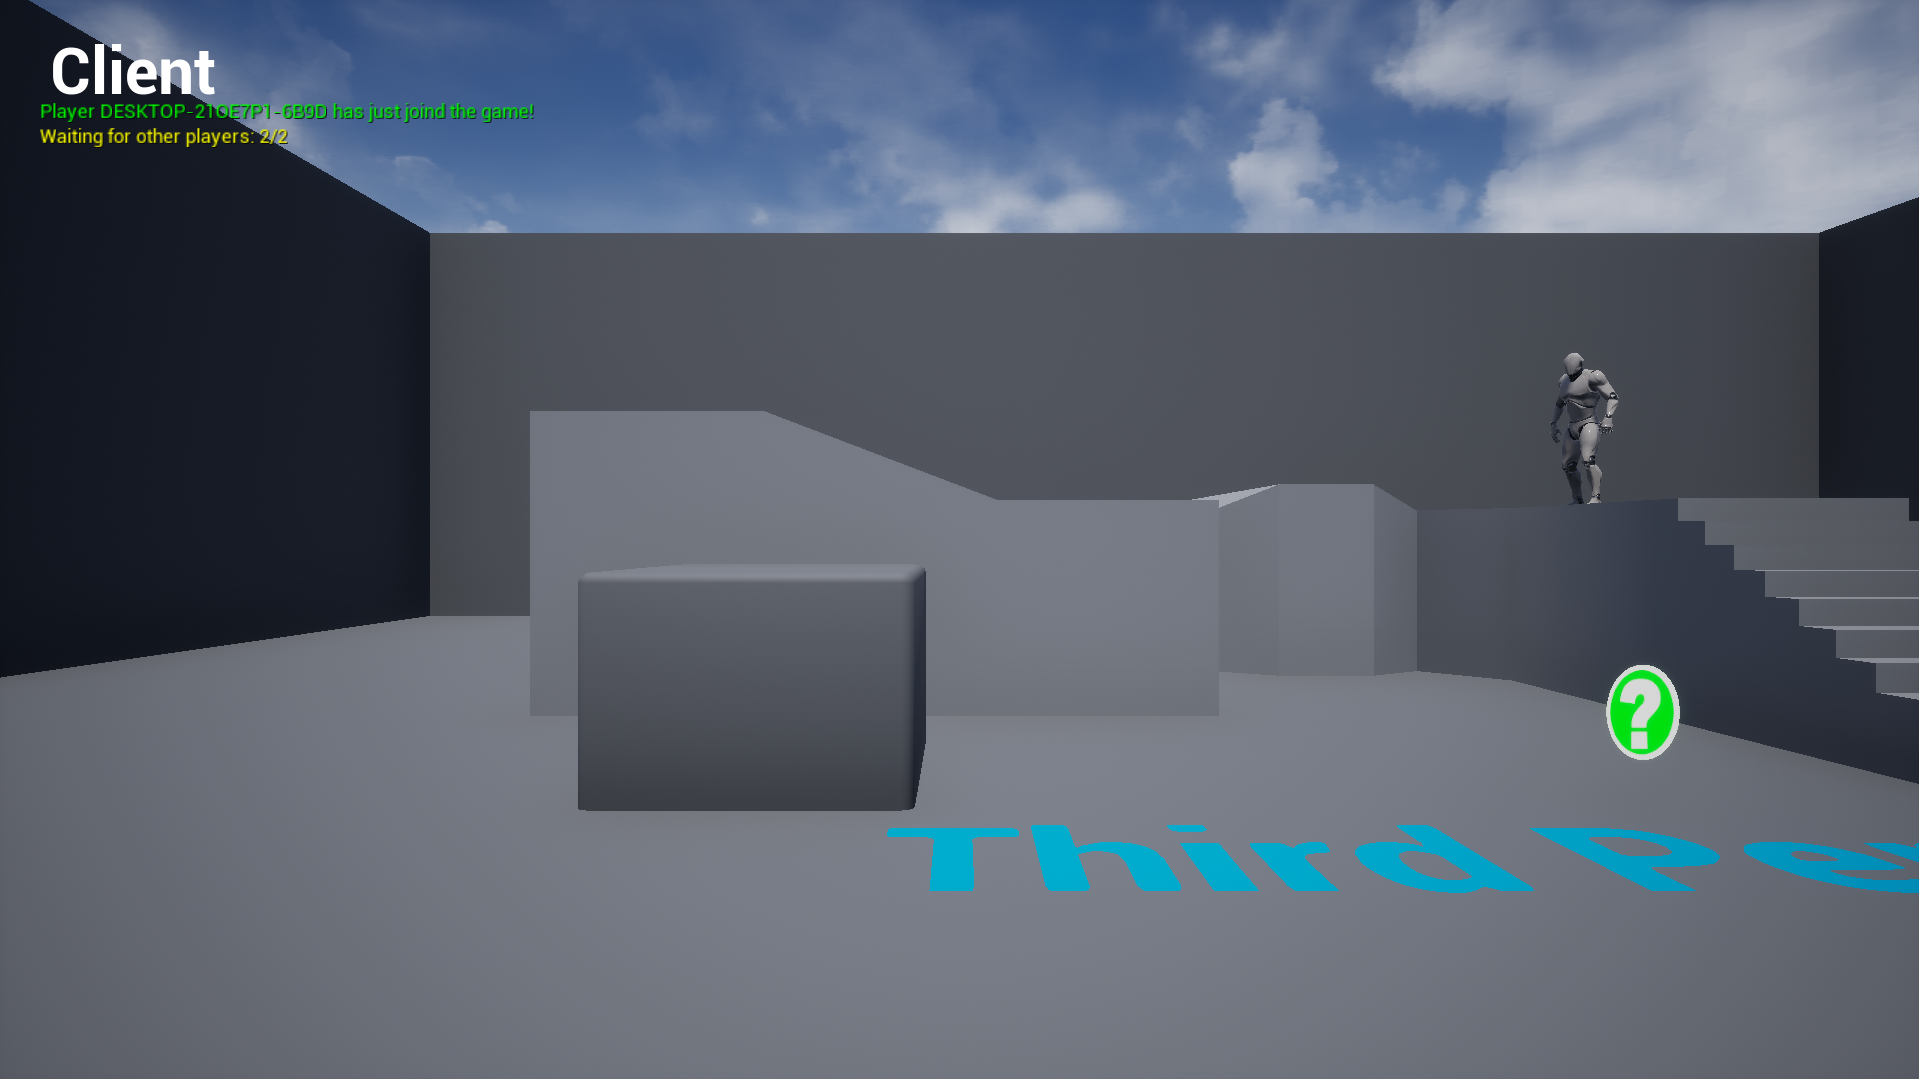 Client
Player DESKTOP-21OE7P1-6B9D has just joind the game!
Waiting for other players: 2/2
?
Third Pe